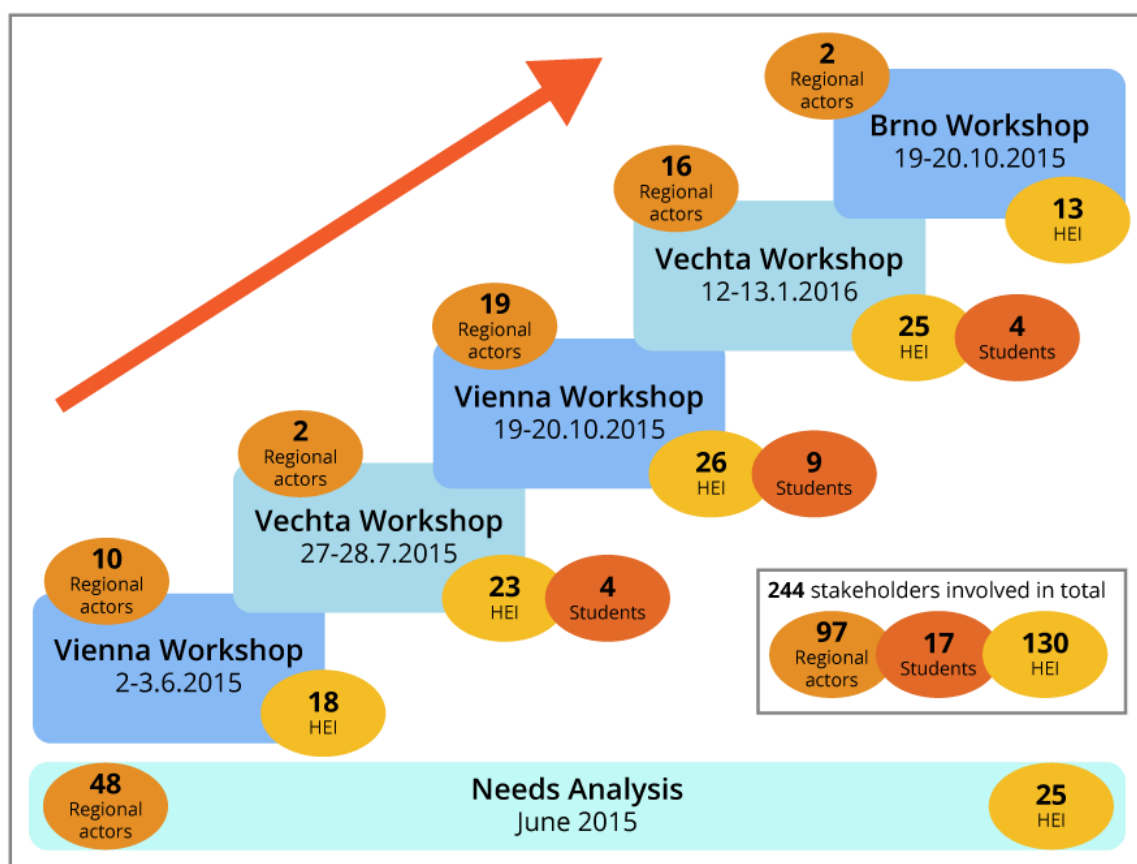 2
Regional
actors
Brno Workshop
19-20.10.2015
13
HEI
16
Regional
actors
Vechta Workshop
12-13.1.2016
25
HEI
4
Students
19
Regional
actors
Vienna Workshop
19-20.10.2015
26
HEI
9
Students
2
Regional
actors
Vechta Workshop
27-28.7.2015
23
HEI
4
Students
10
Regional
actors
Vienna Workshop
2-3.6.2015
18
HEI
244 stakeholders involved in total
97
Regional
actors
17
Students
130
HEI
48
Regional
actors
Needs Analysis
June 2015
25
HEI